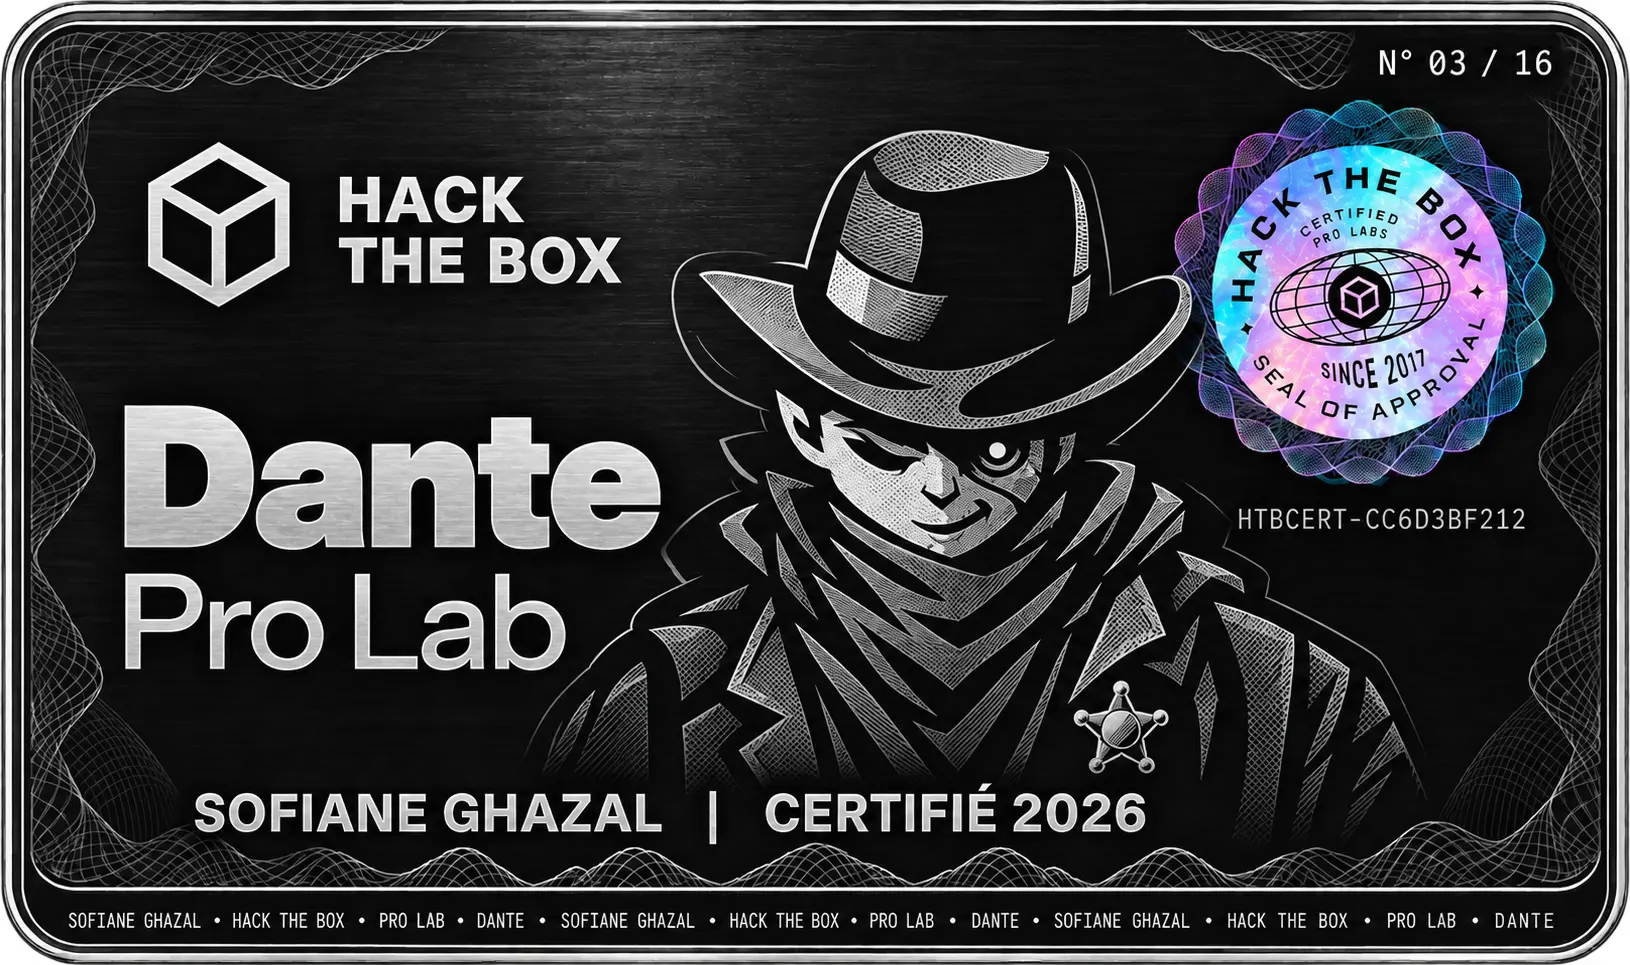 N° 03 / 16
HACK
THE BOX
HACK THE BOX
CERTIFIED
PRO LABS
SINCE 2017
SEAL OF APPROVAL
HTBCERT-CC6D3BF212
Dante
Pro Lab
SOFIANE GHAZAL | CERTIFIÉ 2026
SOFIANE GHAZAL • HACK THE BOX • PRO LAB • DANTE • SOFIANE GHAZAL • HACK THE BOX • PRO LAB • DANTE • SOFIANE GHAZAL • HACK THE BOX • PRO LAB • DANTE